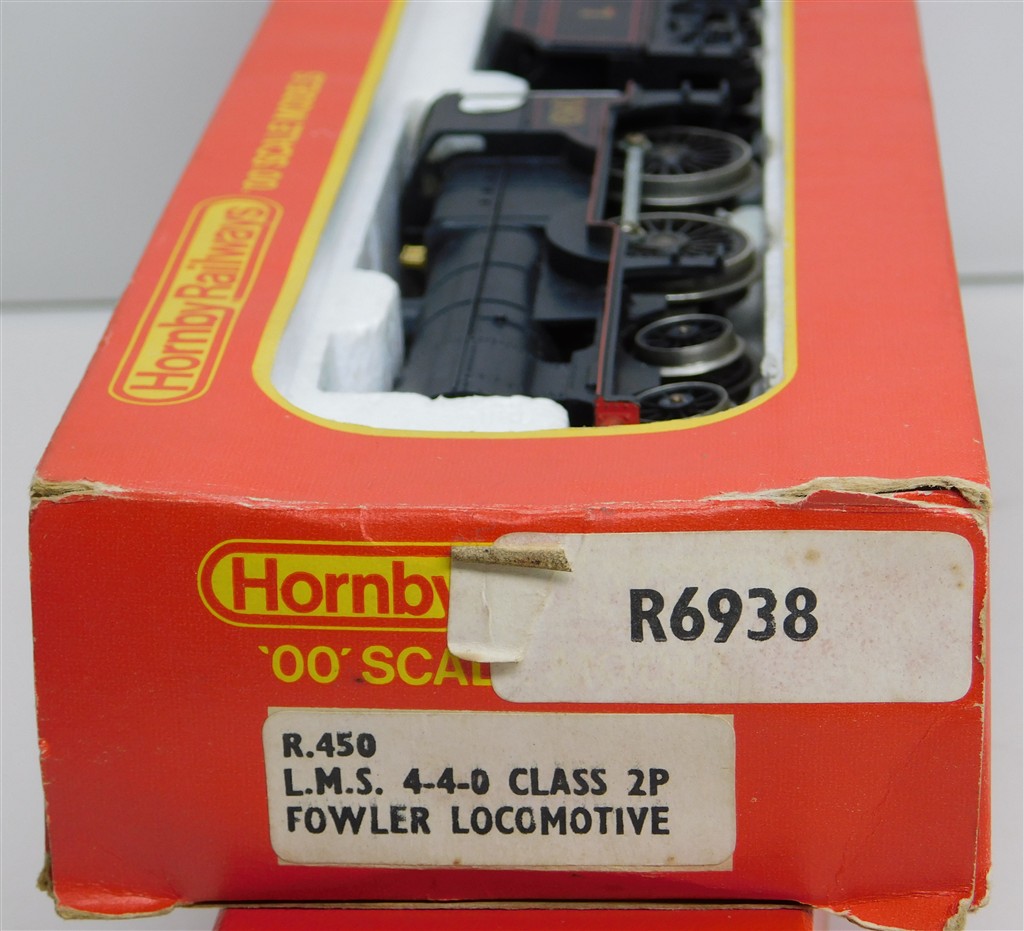 '00' SCALE MODELS
HornbyRailways
Hornby
R6938
'00' SCAL
R.450
L.M.S. 4-4-0 CLASS 2P
FOWLER LOCOMOTIVE